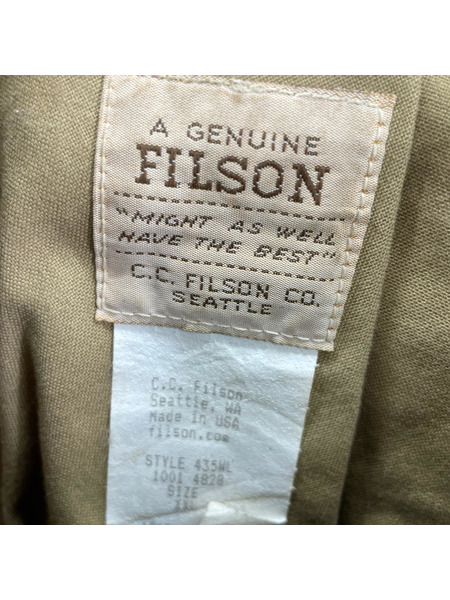 A GENUINE
FILSON
"MIGHT AS WELL
HAVE THE BEST"
C.C. FILSON CO.
SEATTLE
C.C. Filson
Seattle, WA
Made in USA
filson.com
STYLE 435WL
1001 4828
SIZE